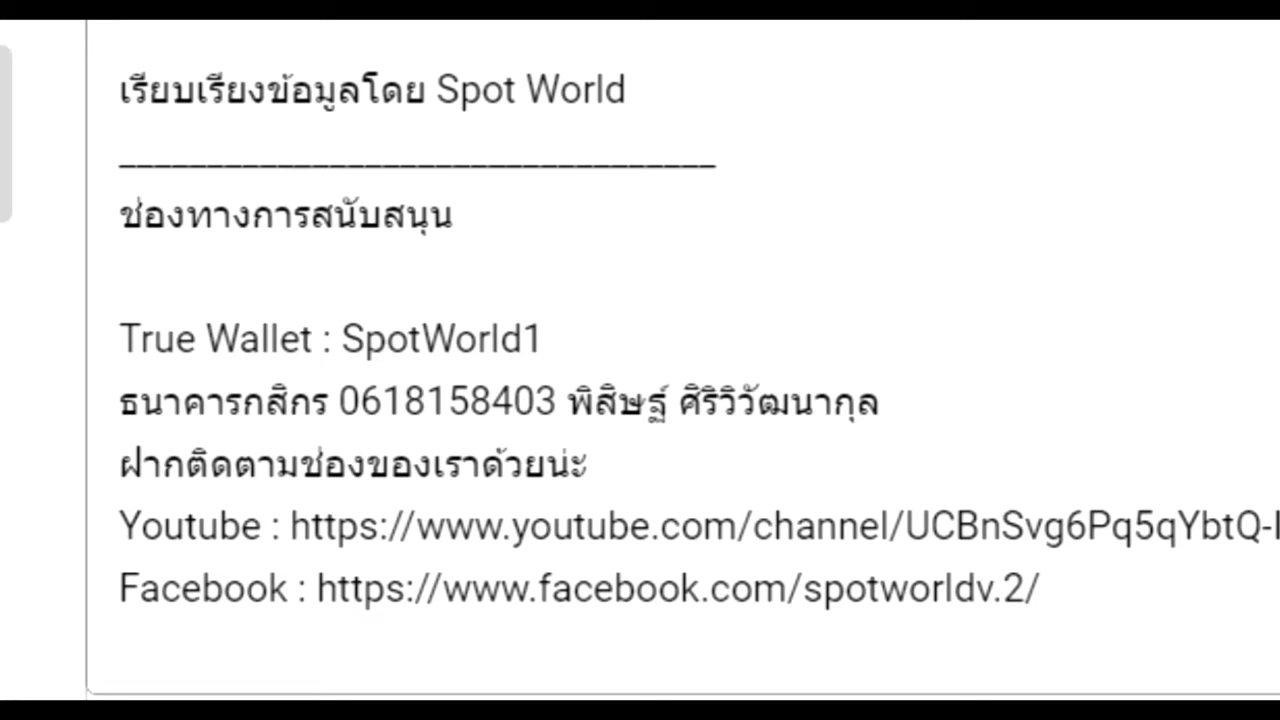 เรียบเรียงข้อมูลโดย Spot World
__________________________________
ช่องทางการสนับสนุน
True Wallet : SpotWorld1
ธนาคารกสิกร 0618158403 พิสิษฐ์ ศิริวิวัฒนากุล
ฝากติดตามช่องของเราด้วยน่ะ
Youtube : https://www.youtube.com/channel/UCBnSvg6Pq5qYbtQ-
Facebook : https://www.facebook.com/spotworldv.2/